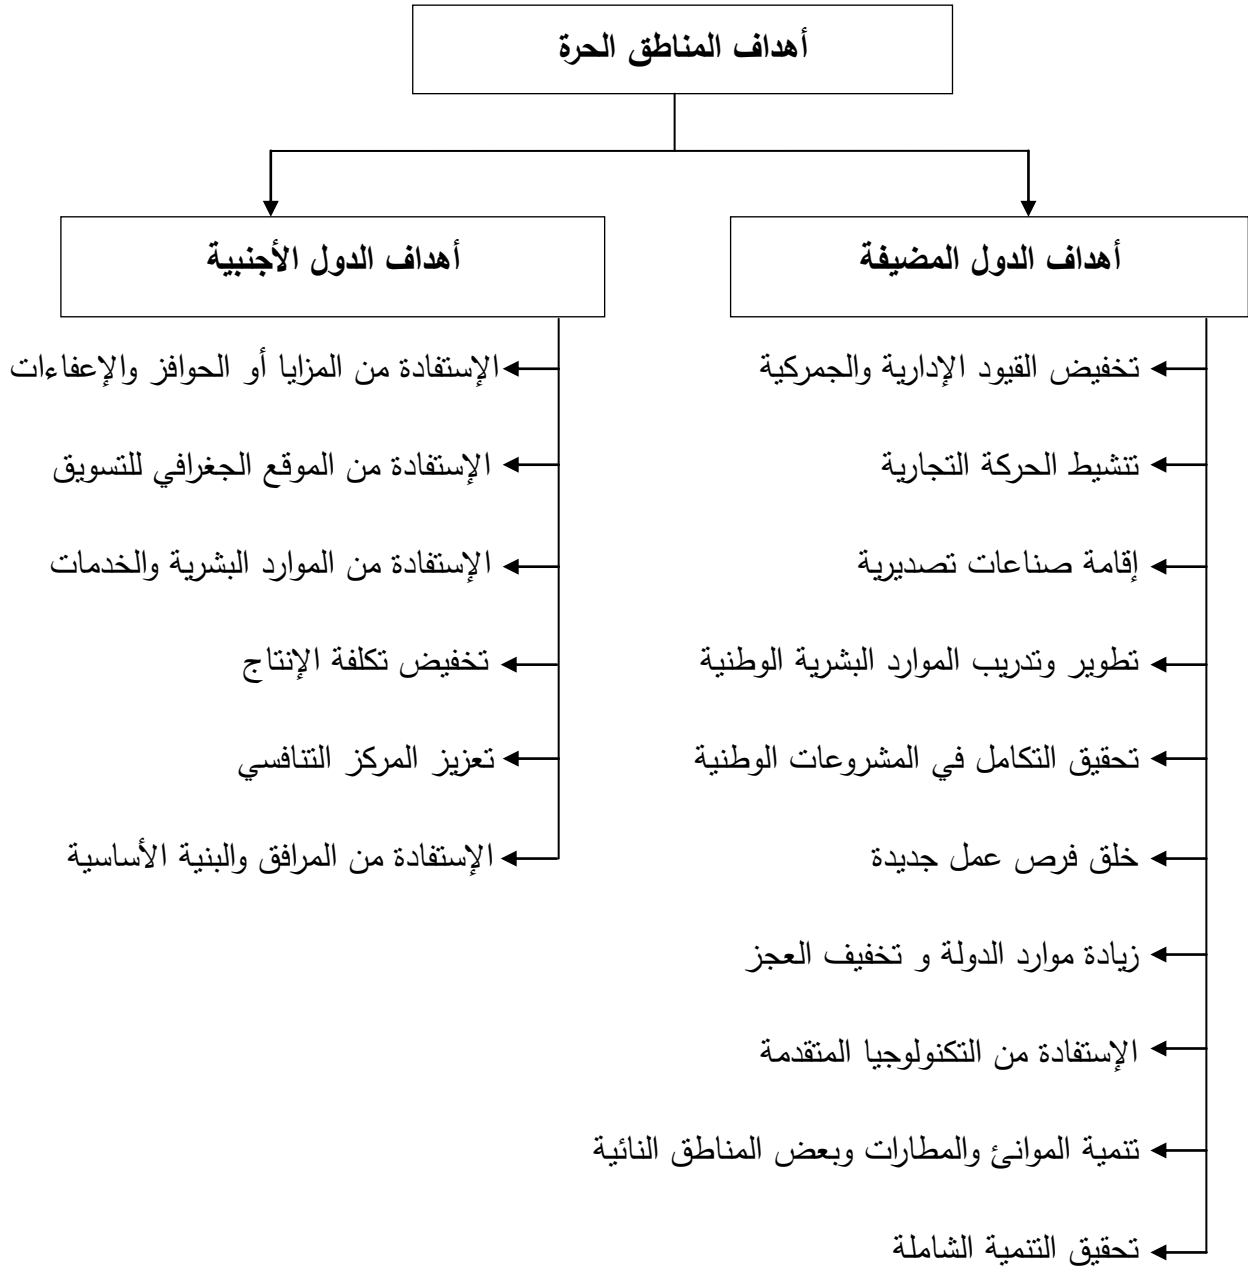 أهداف المناطق الحرة
أهداف الدول المضيفة
تخفيض القيود الإدارية والجمركية
تنشيط الحركة التجارية
إقامة صناعات تصديرية
تطوير وتدريب الموارد البشرية الوطنية
تحقيق التكامل في المشروعات الوطنية
خلق فرص عمل جديدة
زيادة موارد الدولة و تخفيف العجز
الإستفادة من التكنولوجيا المتقدمة
تنمية الموانئ والمطارات وبعض المناطق النائية
تحقيق التنمية الشاملة
أهداف الدول الأجنبية
الإستفادة من المزايا أو الحوافز والإعفاءات
الإستفادة من الموقع الجغرافي للتسويق
الإستفادة من الموارد البشرية والخدمات
تخفيض تكلفة الإنتاج
تعزيز المركز التنافسي
الإستفادة من المرافق والبنية الأساسية